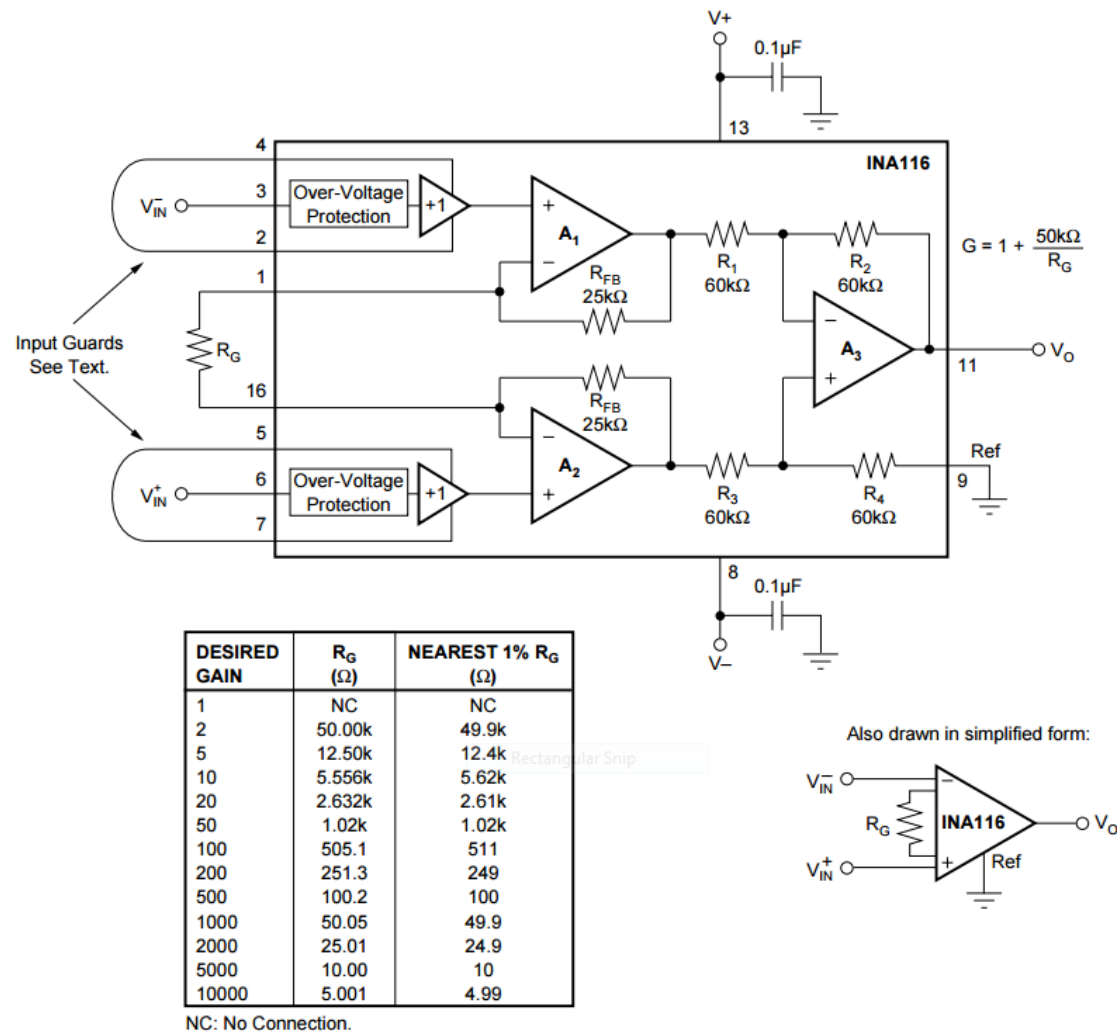 V+
0.1µF
13
INA116
4
3
2
1
16
5
6
7
V–IN
Over-Voltage
Protection
+1
+
A1
–
RFB
25kΩ
R1
60kΩ
R2
60kΩ
G = 1 + 50kΩ
RG
Input Guards
See Text.
RG
–
A3
+
11
VO
RFB
25kΩ
–
A2
+
V+IN
Over-Voltage
Protection
+1
R3
60kΩ
R4
60kΩ
Ref
9
8
0.1µF
V–
DESIRED GAIN RG (Ω) NEAREST 1% RG (Ω)
1 NC NC
2 50.00k 49.9k
5 12.50k 12.4k
10 5.556k 5.62k
20 2.632k 2.61k
50 1.02k 1.02k
100 505.1 511
200 251.3 249
500 100.2 100
1000 50.05 49.9
2000 25.01 24.9
5000 10.00 10
10000 5.001 4.99
NC: No Connection.
Rectangular Snip
Also drawn in simplified form:
V–IN
–
RG
INA116
VO
+
V+IN
Ref